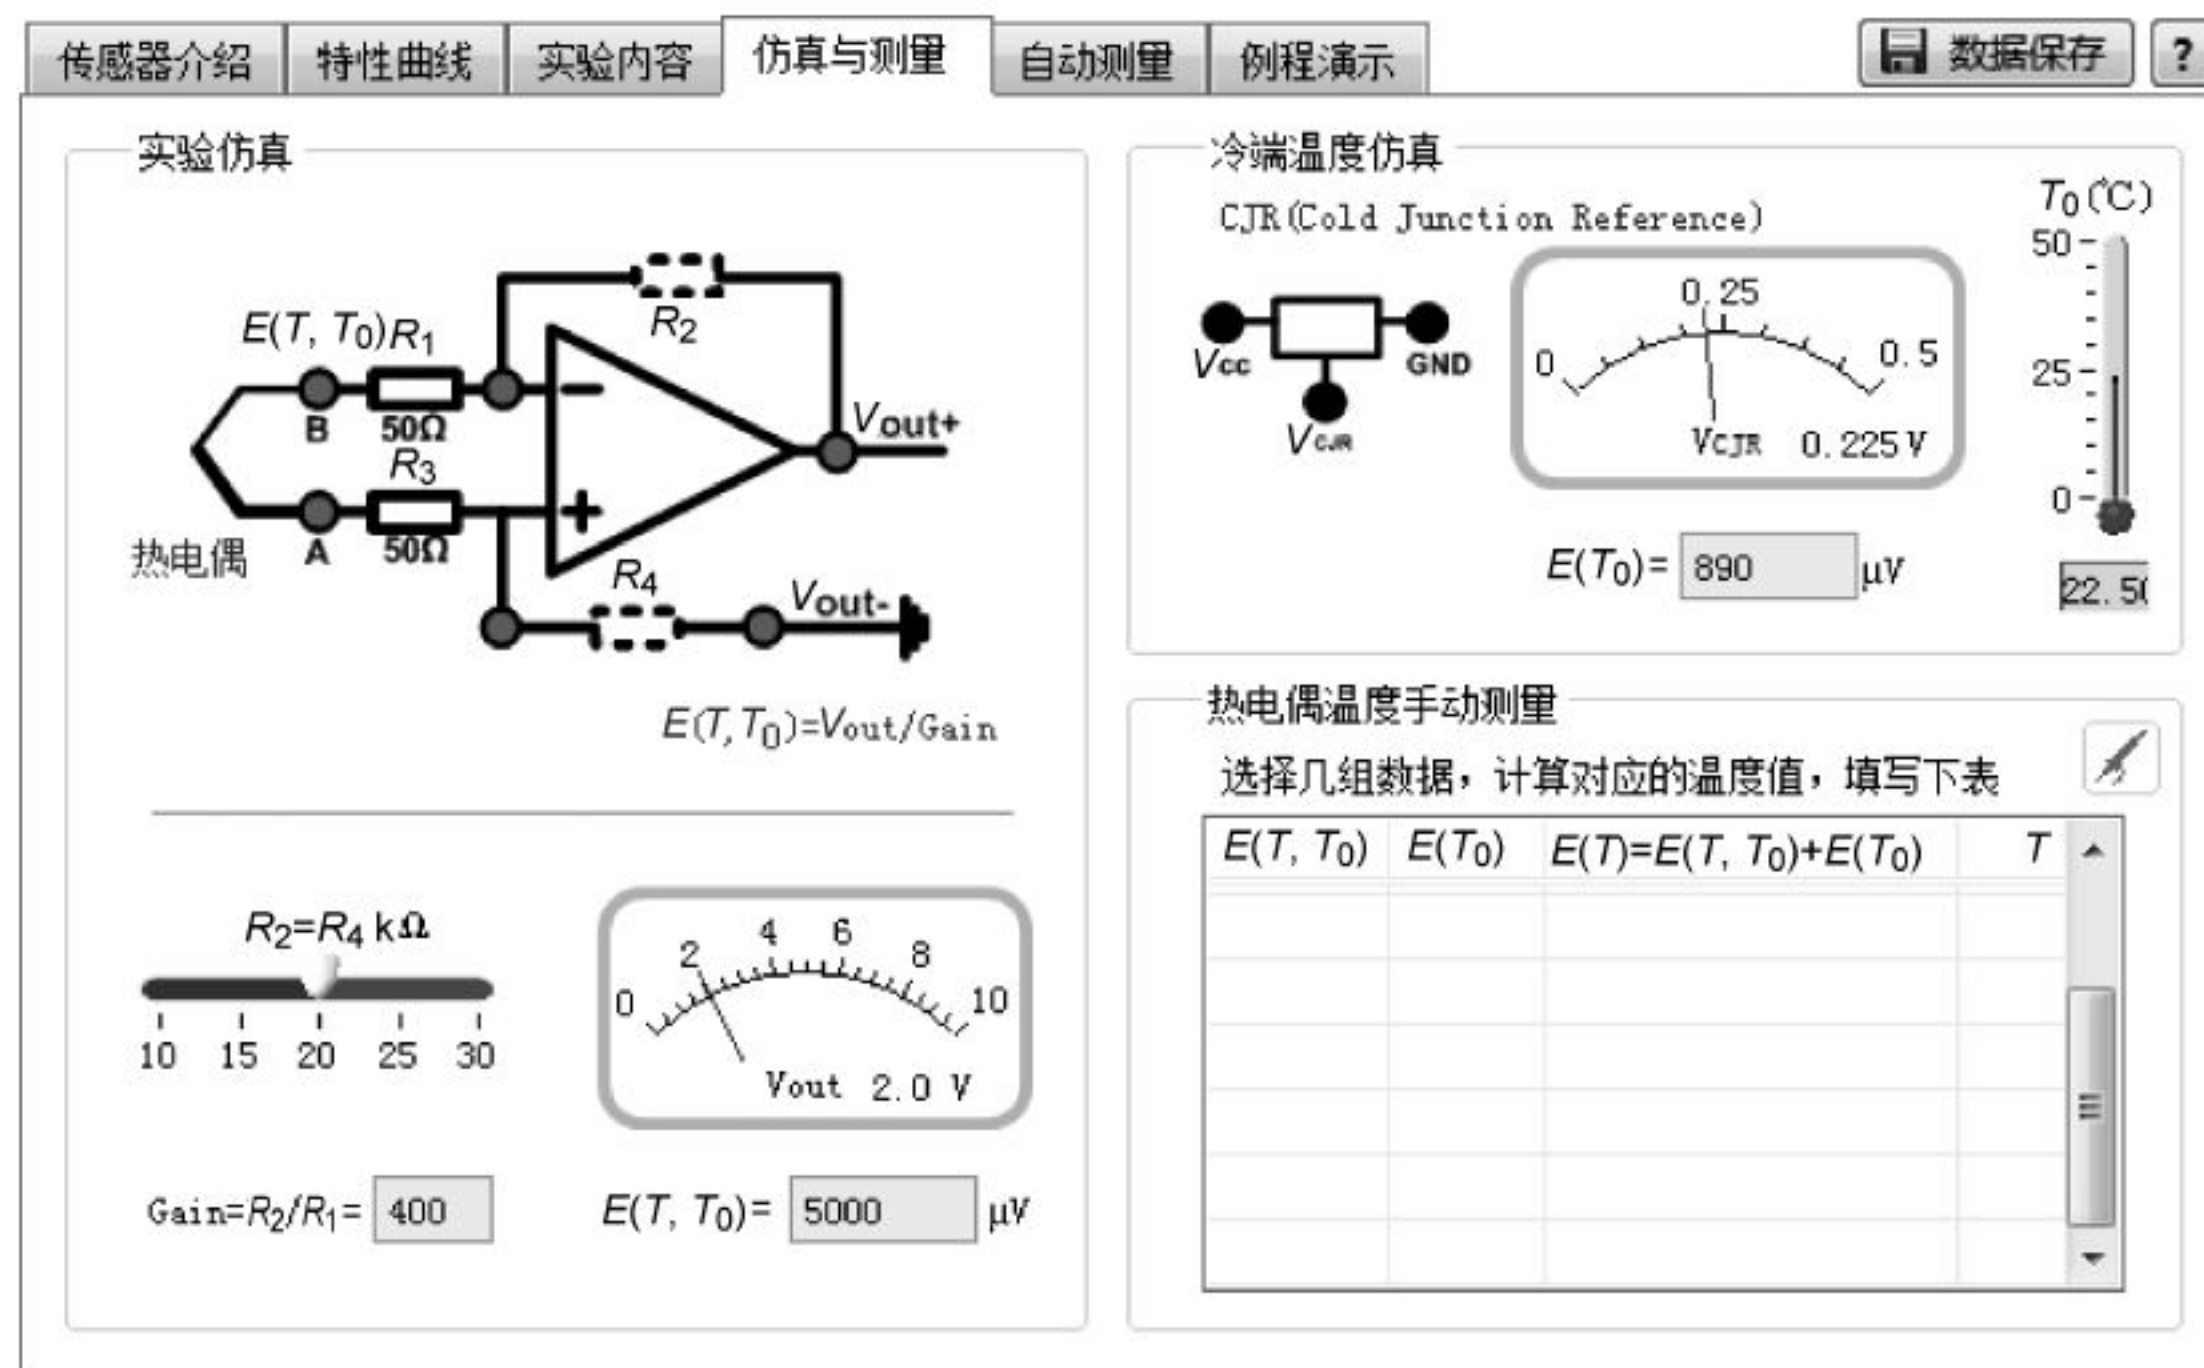 传感器介绍 特性曲线 实验内容 仿真与测量 自动测量 例程演示 数据保存 ?
实验仿真
E(T, T0) R1
R2
B 50Ω
R3
A 50Ω
热电偶
Vout+
R4
Vout-
E(T,T0)=Vout/Gain
R2=R4 kΩ
10 15 20 25 30
0 2 4 6 8 10
Vout 2.0 V
Gain=R2/R1= 400
E(T, T0)= 5000 μV
冷端温度仿真
CJR(Cold Junction Reference)
Vcc GND
VCJR
0 0.25 0.5
VCJR 0.225 V
T0(℃)
50
25
0
22.50
E(T0)= 890 μV
热电偶温度手动测量
选择几组数据，计算对应的温度值，填写下表
E(T, T0) E(T0) E(T)=E(T, T0)+E(T0) T